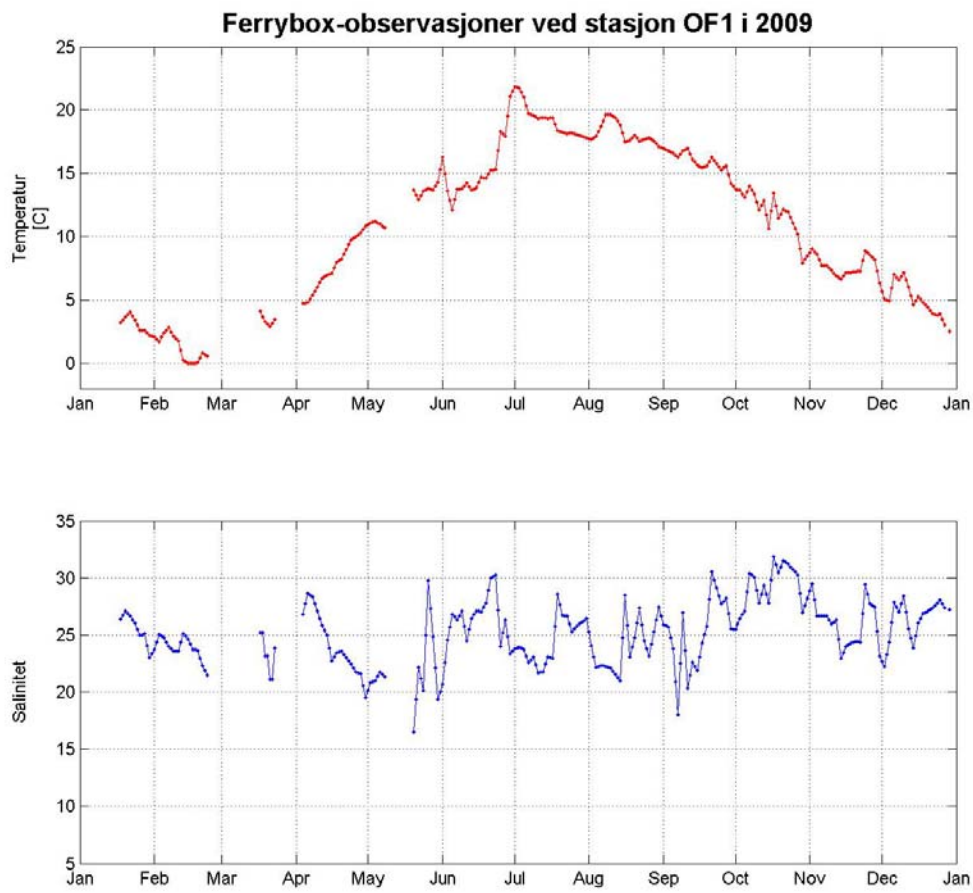 Ferrybox-observasjoner ved stasjon OF1 i 2009
25
20
15
10
5
0
Temperatur
[C]
Jan Feb Mar Apr May Jun Jul Aug Sep Oct Nov Dec Jan
35
30
25
20
15
10
5
Salinitet
Jan Feb Mar Apr May Jun Jul Aug Sep Oct Nov Dec Jan